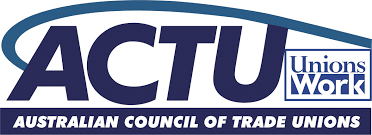 ACTU
Unions
Work
AUSTRALIAN COUNCIL OF TRADE UNIONS